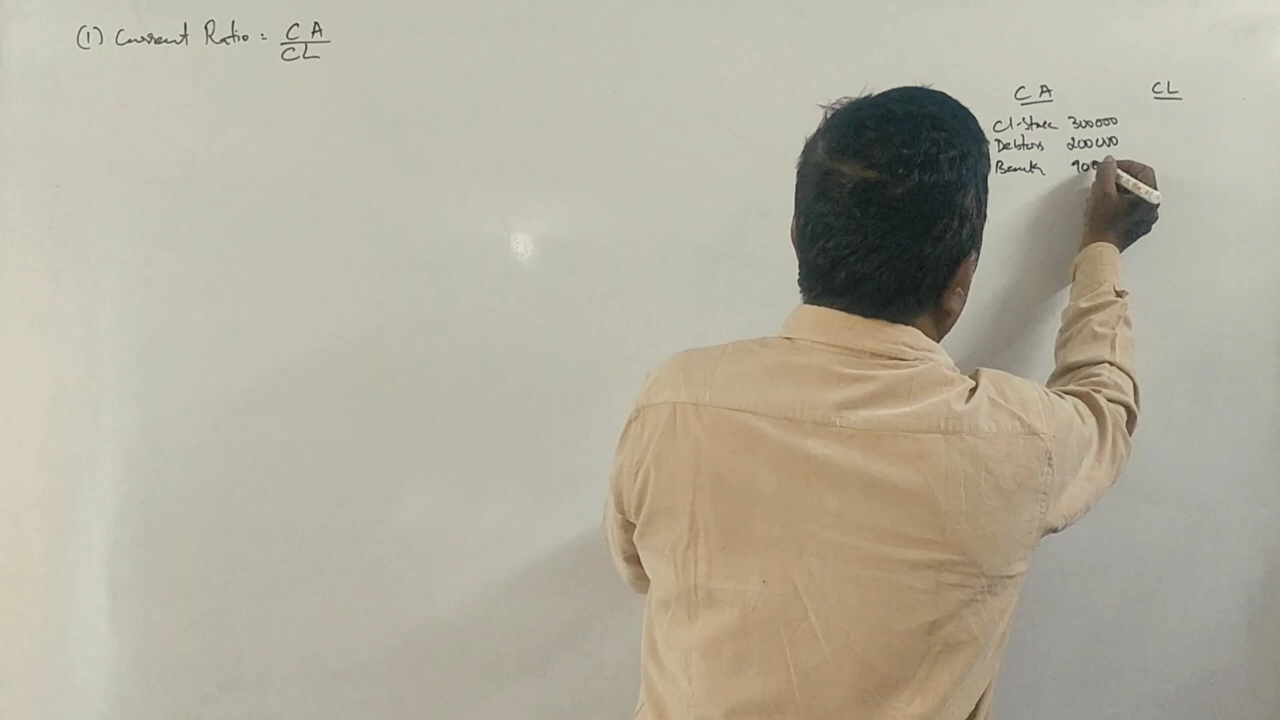 (1) Current Ratio = CA
CL
CA CL
Cl-Stock 300000
Debtors 200000
Bank